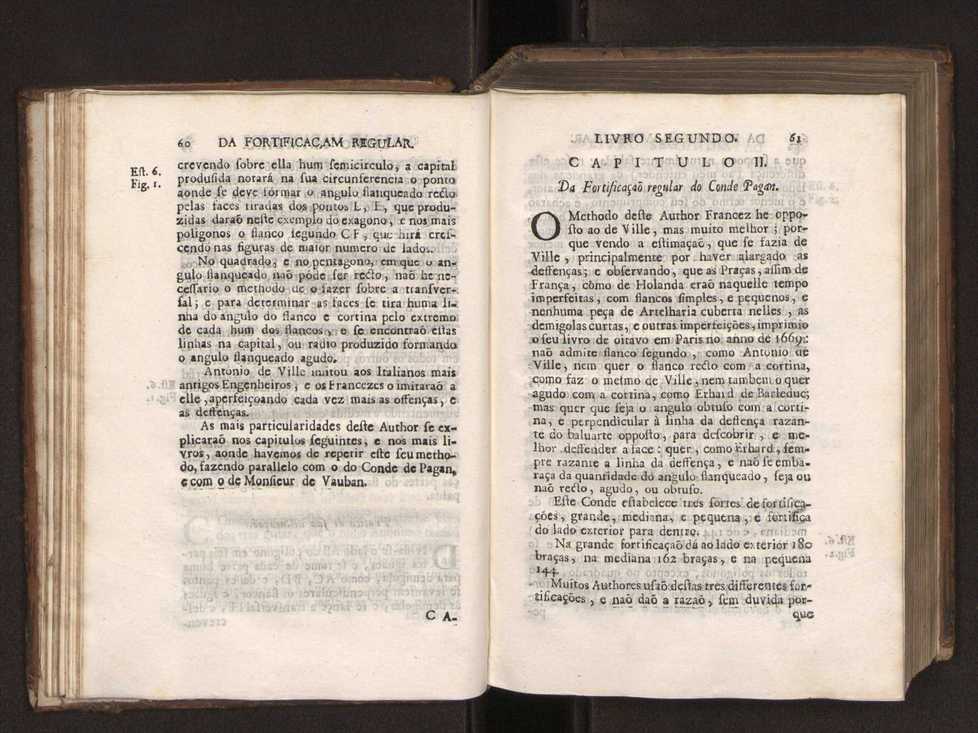 60 DA FORTIFICAÇAM REGULAR.
Eſt. 6.
Fig. 1.
crevendo ſobre ella hum ſemicirculo, a capital
produſida notará na ſua circunferencia o ponto
aonde ſe deve formar o angulo flanqueado recto
pelas faces tiradas dos pontos L, E, que produ-
zidas daraõ neſte exemplo do exagono, e nos mais
poligonos o flanco ſegundo CF, que hirá creſ-
cendo nas figuras de maior numero de lados.
No quadrado, e no pentagono, em que o an-
gulo flanqueado naõ póde ſer recto, naõ he ne-
ceſſario o methodo de o fazer ſobre a tranſver-
ſal; e para determinar as faces ſe tira huma li-
nha do angulo do flanco e cortina pelo extremo
de cada hum dos flancos, e ſe encontraõ eſtas
linhas na capital, ou radio produzido formando
o angulo flanqueado agudo.
Antonio de Ville imitou aos Italianos mais
antigos Engenheiros, e os Francezes o imitaraõ a
elle, aperfeiçoando cada vez mais as offenças, e
as deffenças.
As mais particularidades deſte Author ſe ex-
plicaraõ nos capitulos ſeguintes, e nos mais li-
vros, aonde havemos de repetir eſte ſeu metho-
do, fazendo parallelo com o do Conde de Pagan,
e com o de Monſieur de Vauban.
C A-
LIVRO SEGUNDO. 61
CAPITULO II.
Da Fortificaçaõ regular do Conde Pagan.
O Methodo deſte Author Francez he oppo-
ſto ao de Ville, mas muito melhor; por-
que vendo a eſtimaçaõ, que ſe fazia de
Ville, principalmente por haver alargado as
deffenças; e obſervando, que as Praças, aſſim de
França, cõmo de Holanda eraõ naquelle tempo
imperfeitas, com flancos ſimples, e pequenos, e
nenhuma peça de Artelharia cuberta nelles, as
demigolas curtas, e outras imperfeições, imprimio
o ſeu livro de oitavo em Paris no anno de 1669:
naõ admite flanco ſegundo, como Antonio de
Ville, nem quer o flanco recto com a cortina,
como faz o meſmo de Ville, nem tambem o quer
agudo com a cortina, como Erhard de Barleduc;
mas quer que ſeja o angulo obtuſo com a corti-
na, e perpendicular à linha da deffença razan-
te do baluarte oppoſto, para deſcobrir, e me-
lhor deffender a face: quer, como Erhard, ſem-
pre razante a linha da deffença, e naõ ſe emba-
raça da quantidade do angulo flanqueado, ſeja ou
naõ recto, agudo, ou obtuſo.
Eſte Conde eſtabelece tres ſortes de fortifica-
ções, grande, mediana, e pequena, e fortifica
do lado exterior para dentro.
Na grande fortificaçaõ dá ao lado exterior 180
braças, na mediana 162 braças, e na pequena
144.
Muitos Authores uſaõ deſtas tres differentes for-
tificações, e naõ daõ a razaõ, ſem duvida por-
que